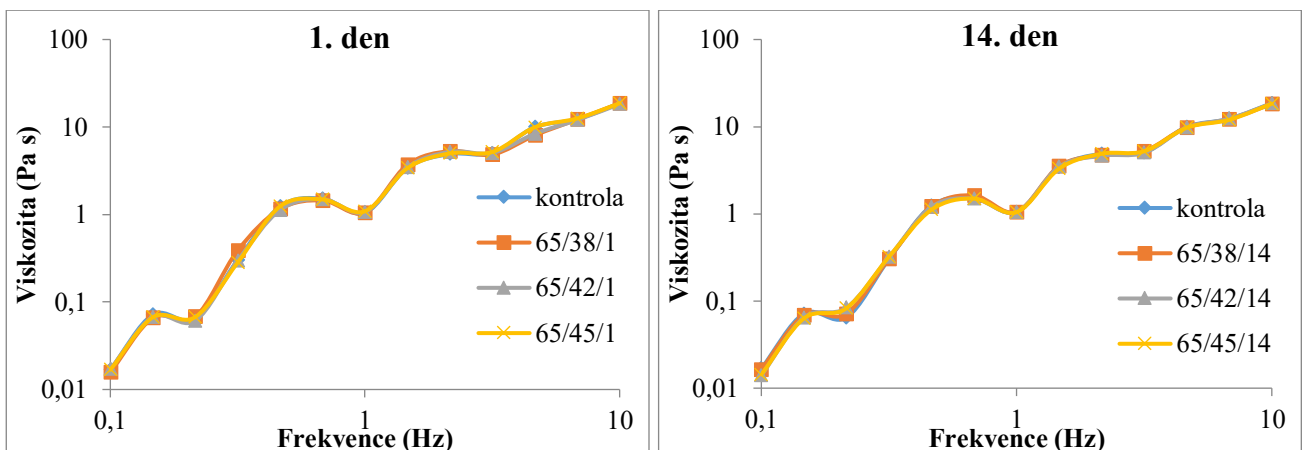 1. den
Viskozita (Pa s)
100
10
1
0,1
0,01
kontrola
65/38/1
65/42/1
65/45/1
0,1
1
10
Frekvence (Hz)
14. den
Viskozita (Pa s)
100
10
1
0,1
0,01
kontrola
65/38/14
65/42/14
65/45/14
0,1
1
10
Frekvence (Hz)